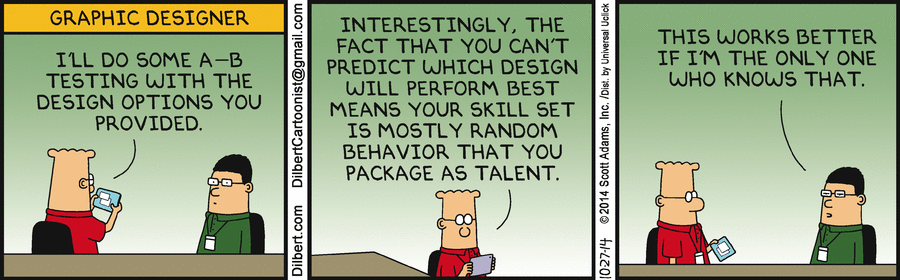 GRAPHIC DESIGNER
I'LL DO SOME A-B
TESTING WITH THE
DESIGN OPTIONS YOU
PROVIDED.
Dilbert.com DilbertCartoonist@gmail.com
INTERESTINGLY, THE
FACT THAT YOU CAN'T
PREDICT WHICH DESIGN
WILL PERFORM BEST
MEANS YOUR SKILL SET
IS MOSTLY RANDOM
BEHAVIOR THAT YOU
PACKAGE AS TALENT.
10-27-14 © 2014 Scott Adams, Inc. /Dist. by Universal Uclick
THIS WORKS BETTER
IF I'M THE ONLY ONE
WHO KNOWS THAT.